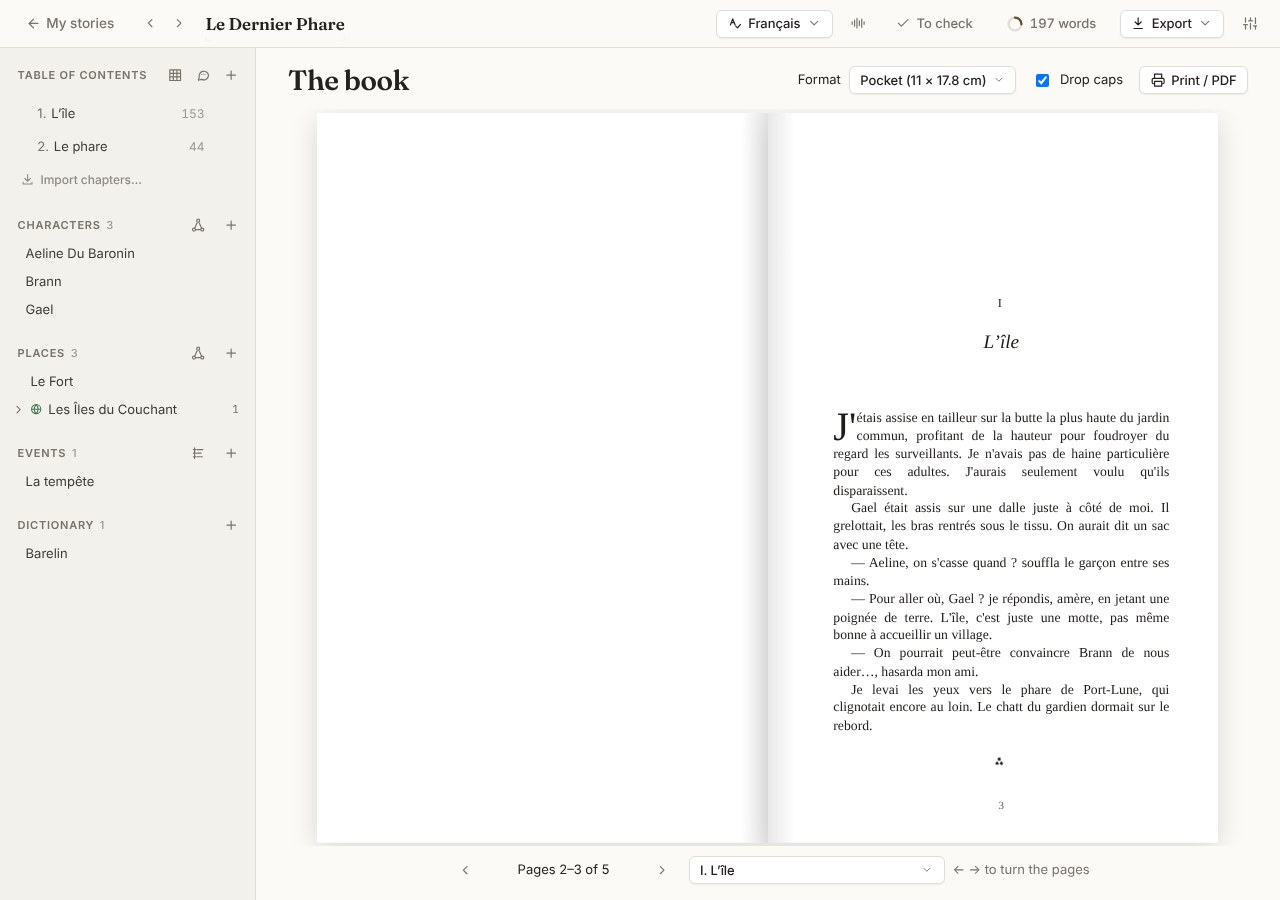 My stories
Le Dernier Phare
Français
To check
197 words
Export
TABLE OF CONTENTS
1. L'île 153
2. Le phare 44
Import chapters...
CHARACTERS 3
Aeline Du Baronin
Brann
Gael
PLACES 3
Le Fort
Les Îles du Couchant 1
EVENTS 1
La tempête
DICTIONARY 1
Barelin
The book
Format
Pocket (11 × 17.8 cm)
Drop caps
Print / PDF
I
L’île
J'étais assise en tailleur sur la butte la plus haute du jardin
commun, profitant de la hauteur pour foudroyer du
regard les surveillants. Je n'avais pas de haine particulière
pour ces adultes. J'aurais seulement voulu qu'ils
disparaissent.
Gael était assis sur une dalle juste à côté de moi. Il
grelottait, les bras rentrés sous le tissu. On aurait dit un sac
avec une tête.
— Aeline, on s'casse quand ? souffla le garçon entre ses
mains.
— Pour aller où, Gael ? je répondis, amère, en jetant une
poignée de terre. L'île, c'est juste une motte, pas même
bonne à accueillir un village.
— On pourrait peut-être convaincre Brann de nous
aider…, hasarda mon ami.
Je levai les yeux vers le phare de Port-Lune, qui
clignotait encore au loin. Le chatt du gardien dormait sur le
rebord.
3
Pages 2–3 of 5
I. L'île
← → to turn the pages